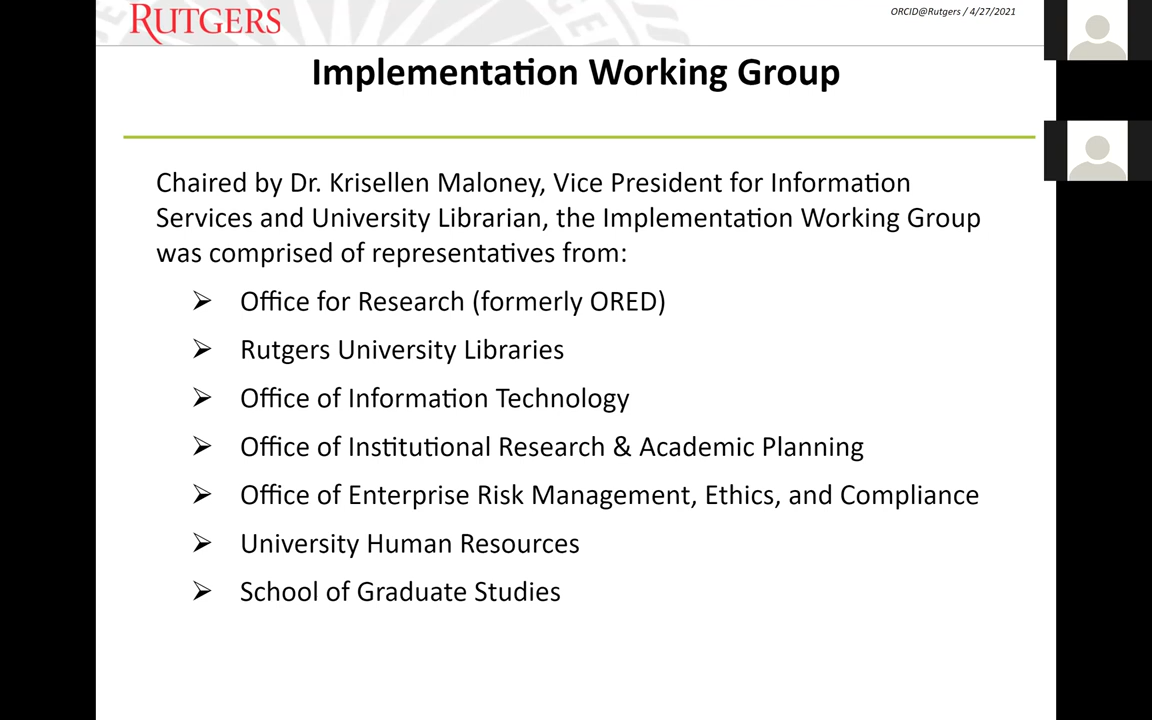 RUTGERS
ORCID@Rutgers / 4/27/2021
Implementation Working Group
Chaired by Dr. Krisellen Maloney, Vice President for Information
Services and University Librarian, the Implementation Working Group
was comprised of representatives from:
➢ Office for Research (formerly ORED)
➢ Rutgers University Libraries
➢ Office of Information Technology
➢ Office of Institutional Research & Academic Planning
➢ Office of Enterprise Risk Management, Ethics, and Compliance
➢ University Human Resources
➢ School of Graduate Studies